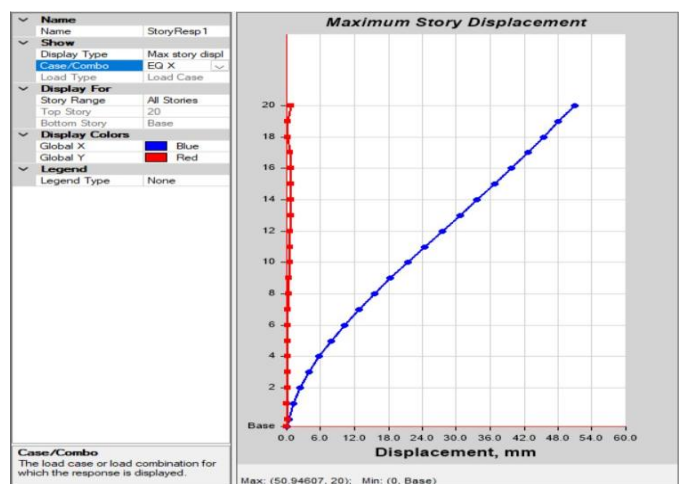 Name
Name StoryResp1
Show
Display Type Max story displ
Case/Combo EQ X
Load Type Load Case
Display For
Story Range All Stories
Top Story 20
Bottom Story Base
Display Colors
Global X Blue
Global Y Red
Legend
Legend Type None
Case/Combo
The load case or load combination for
which the response is displayed.
Maximum Story Displacement
20
18
16
14
12
10
8
6
4
2
Base
0.0 6.0 12.0 18.0 24.0 30.0 36.0 42.0 48.0 54.0 60.0
Displacement, mm
Max: (50.94607, 20); Min: (0, Base)